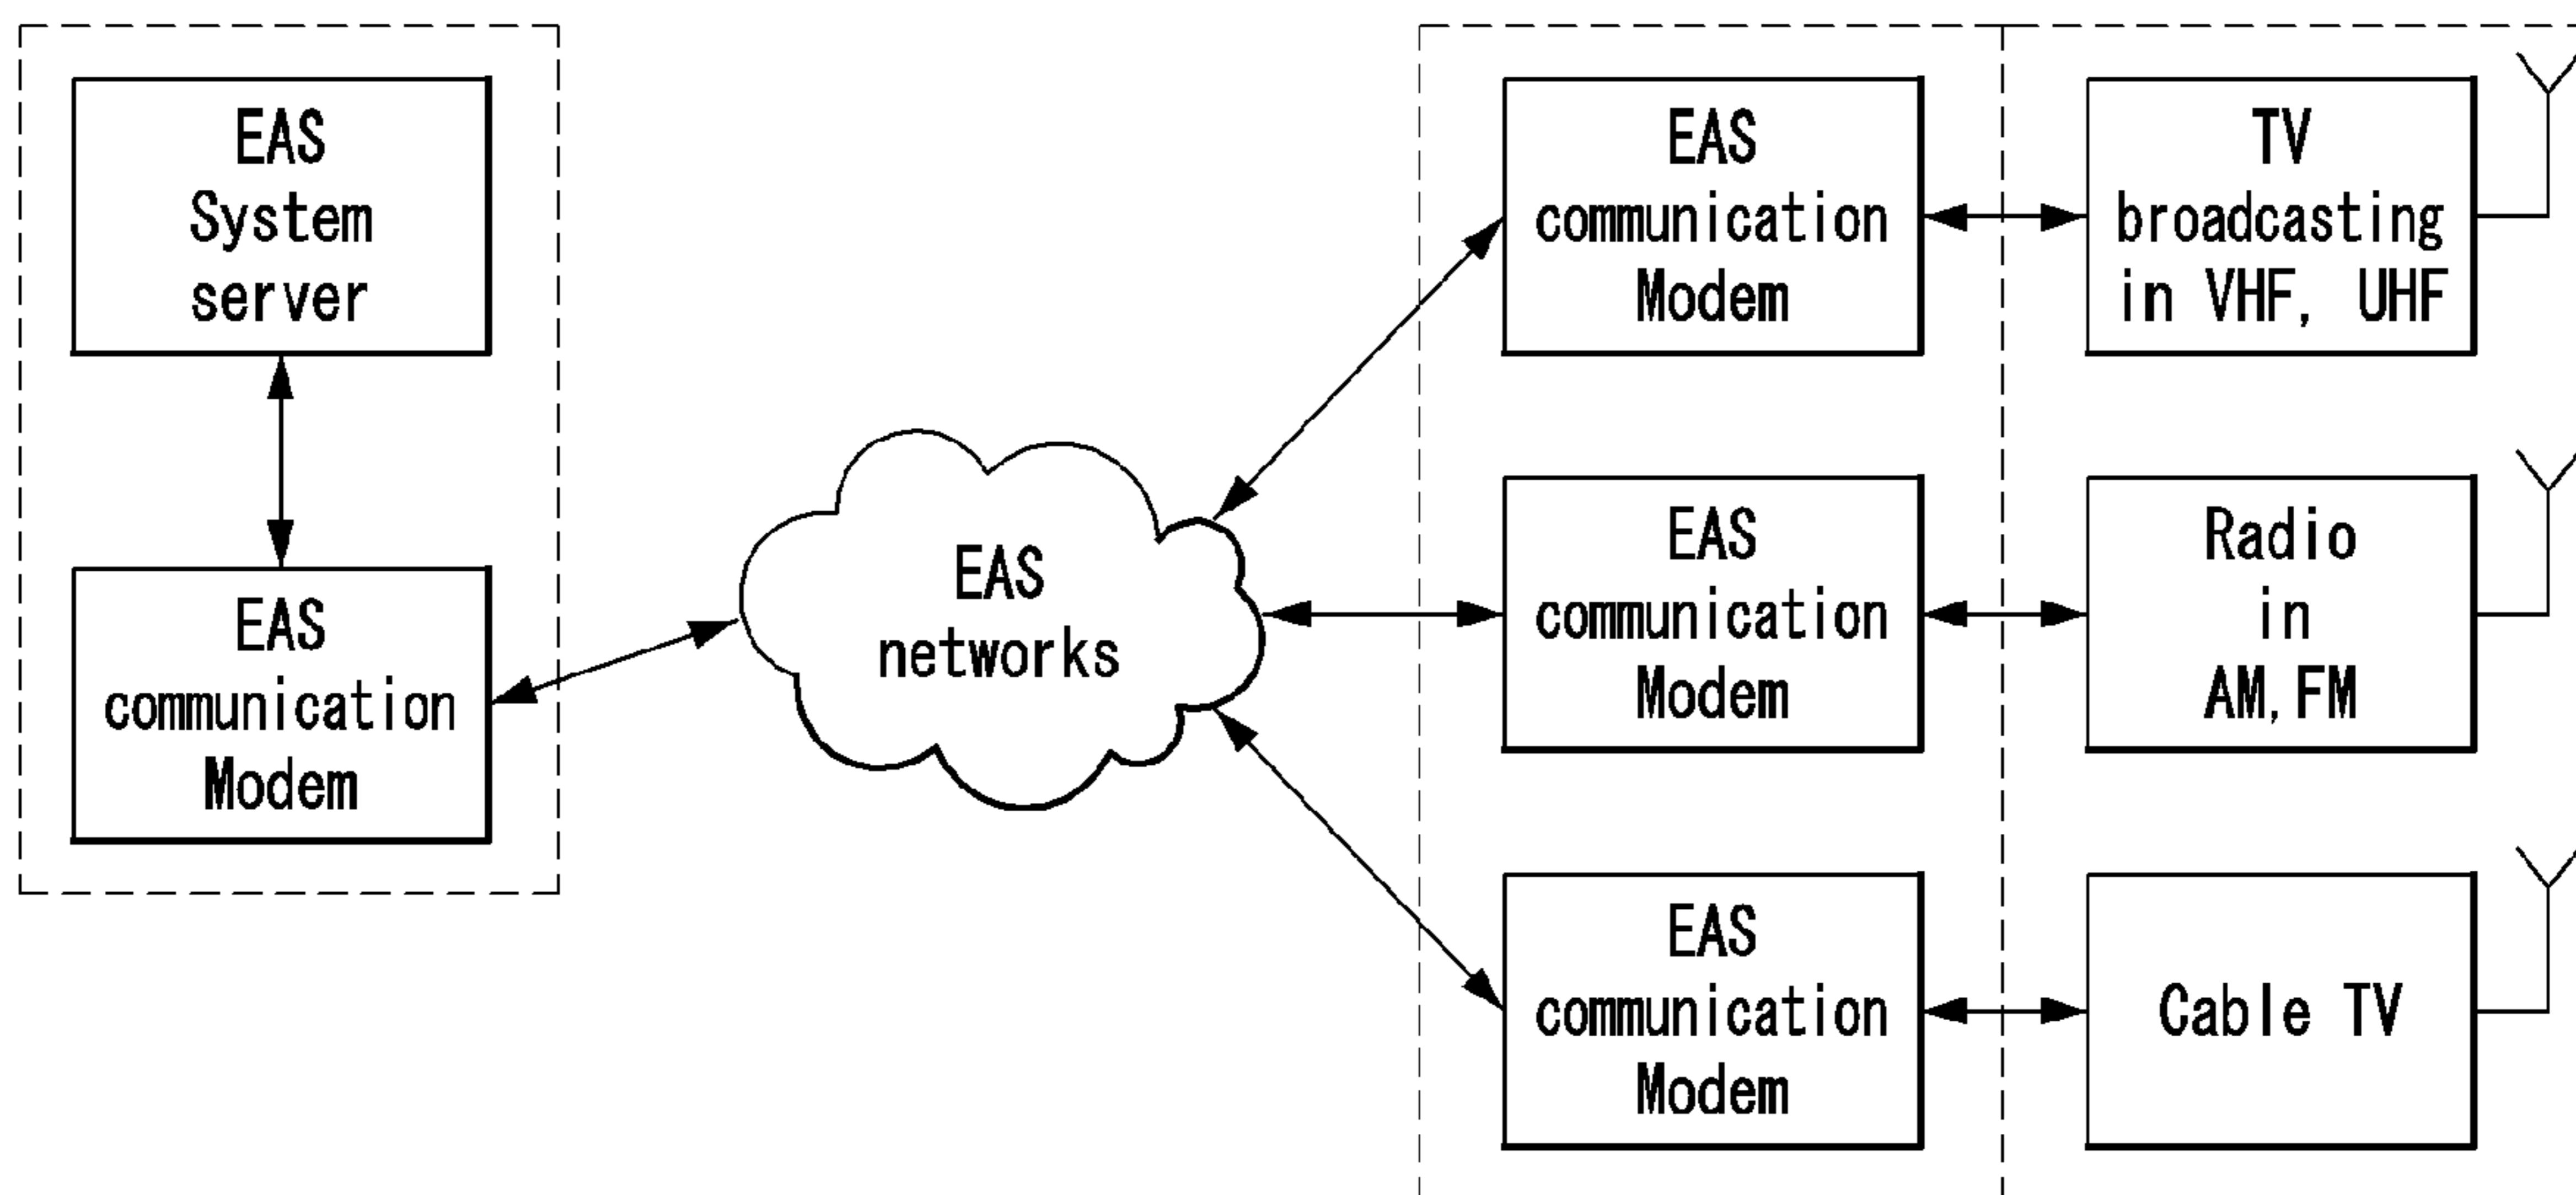 EAS
System
server
EAS
communication
Modem
EAS
networks
EAS
communication
Modem
TV
broadcasting
in VHF, UHF
EAS
communication
Modem
Radio
in
AM, FM
EAS
communication
Modem
Cable TV